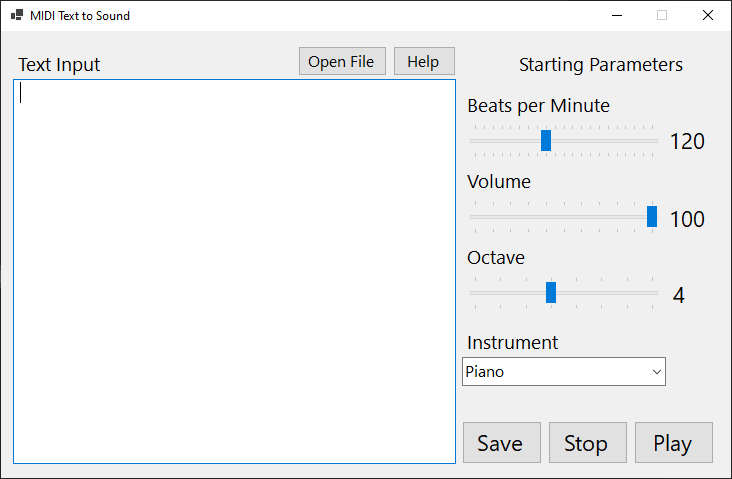 MIDI Text to Sound
Text Input
Open File
Help
Starting Parameters
Beats per Minute
120
Volume
100
Octave
4
Instrument
Piano
Save
Stop
Play